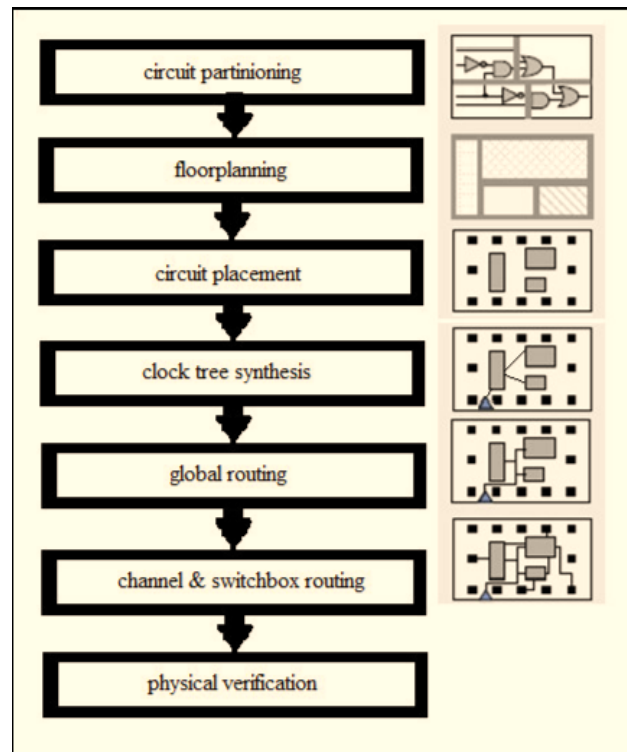 circuit partinioning
floorplanning
circuit placement
clock tree synthesis
global routing
channel & switchbox routing
physical verification